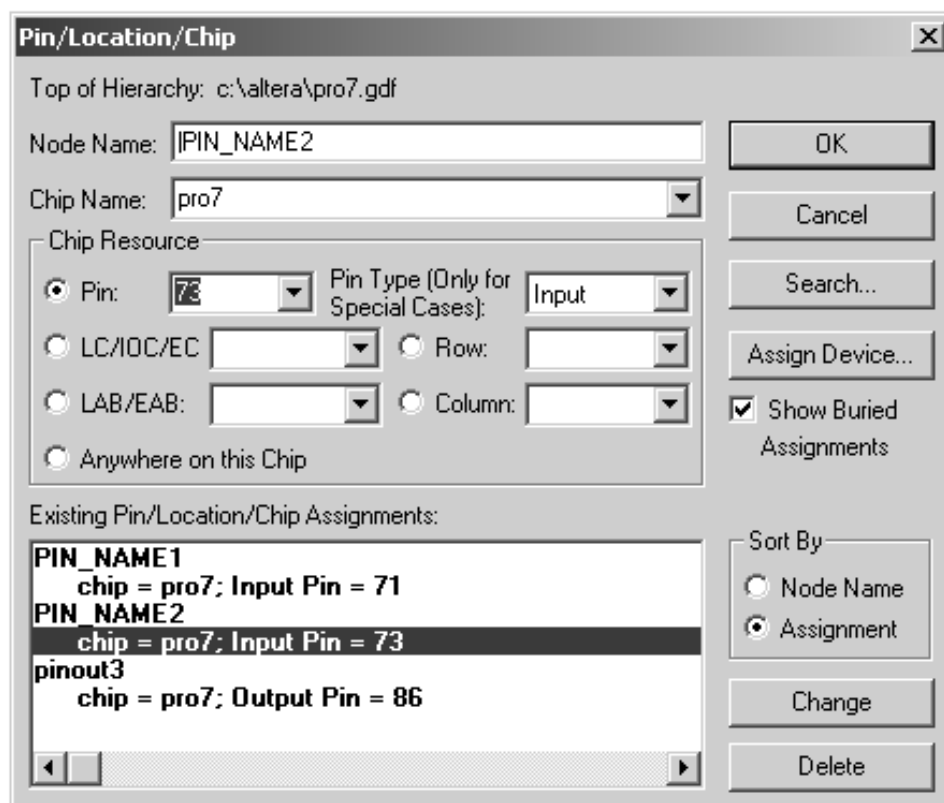 Pin/Location/Chip
Top of Hierarchy: c:\altera\pro7.gdf
Node Name: |PIN_NAME2
OK
Chip Name: pro7
Cancel
Chip Resource
Pin: 73
Pin Type (Only for
Special Cases):
Input
Search...
LC/IOC/EC
Row:
Assign Device...
LAB/EAB:
Column:
Show Buried
Assignments
Anywhere on this Chip
Existing Pin/Location/Chip Assignments:
PIN_NAME1
chip = pro7; Input Pin = 71
PIN_NAME2
chip = pro7; Input Pin = 73
pinout3
chip = pro7; Output Pin = 86
Sort By
Node Name
Assignment
Change
Delete